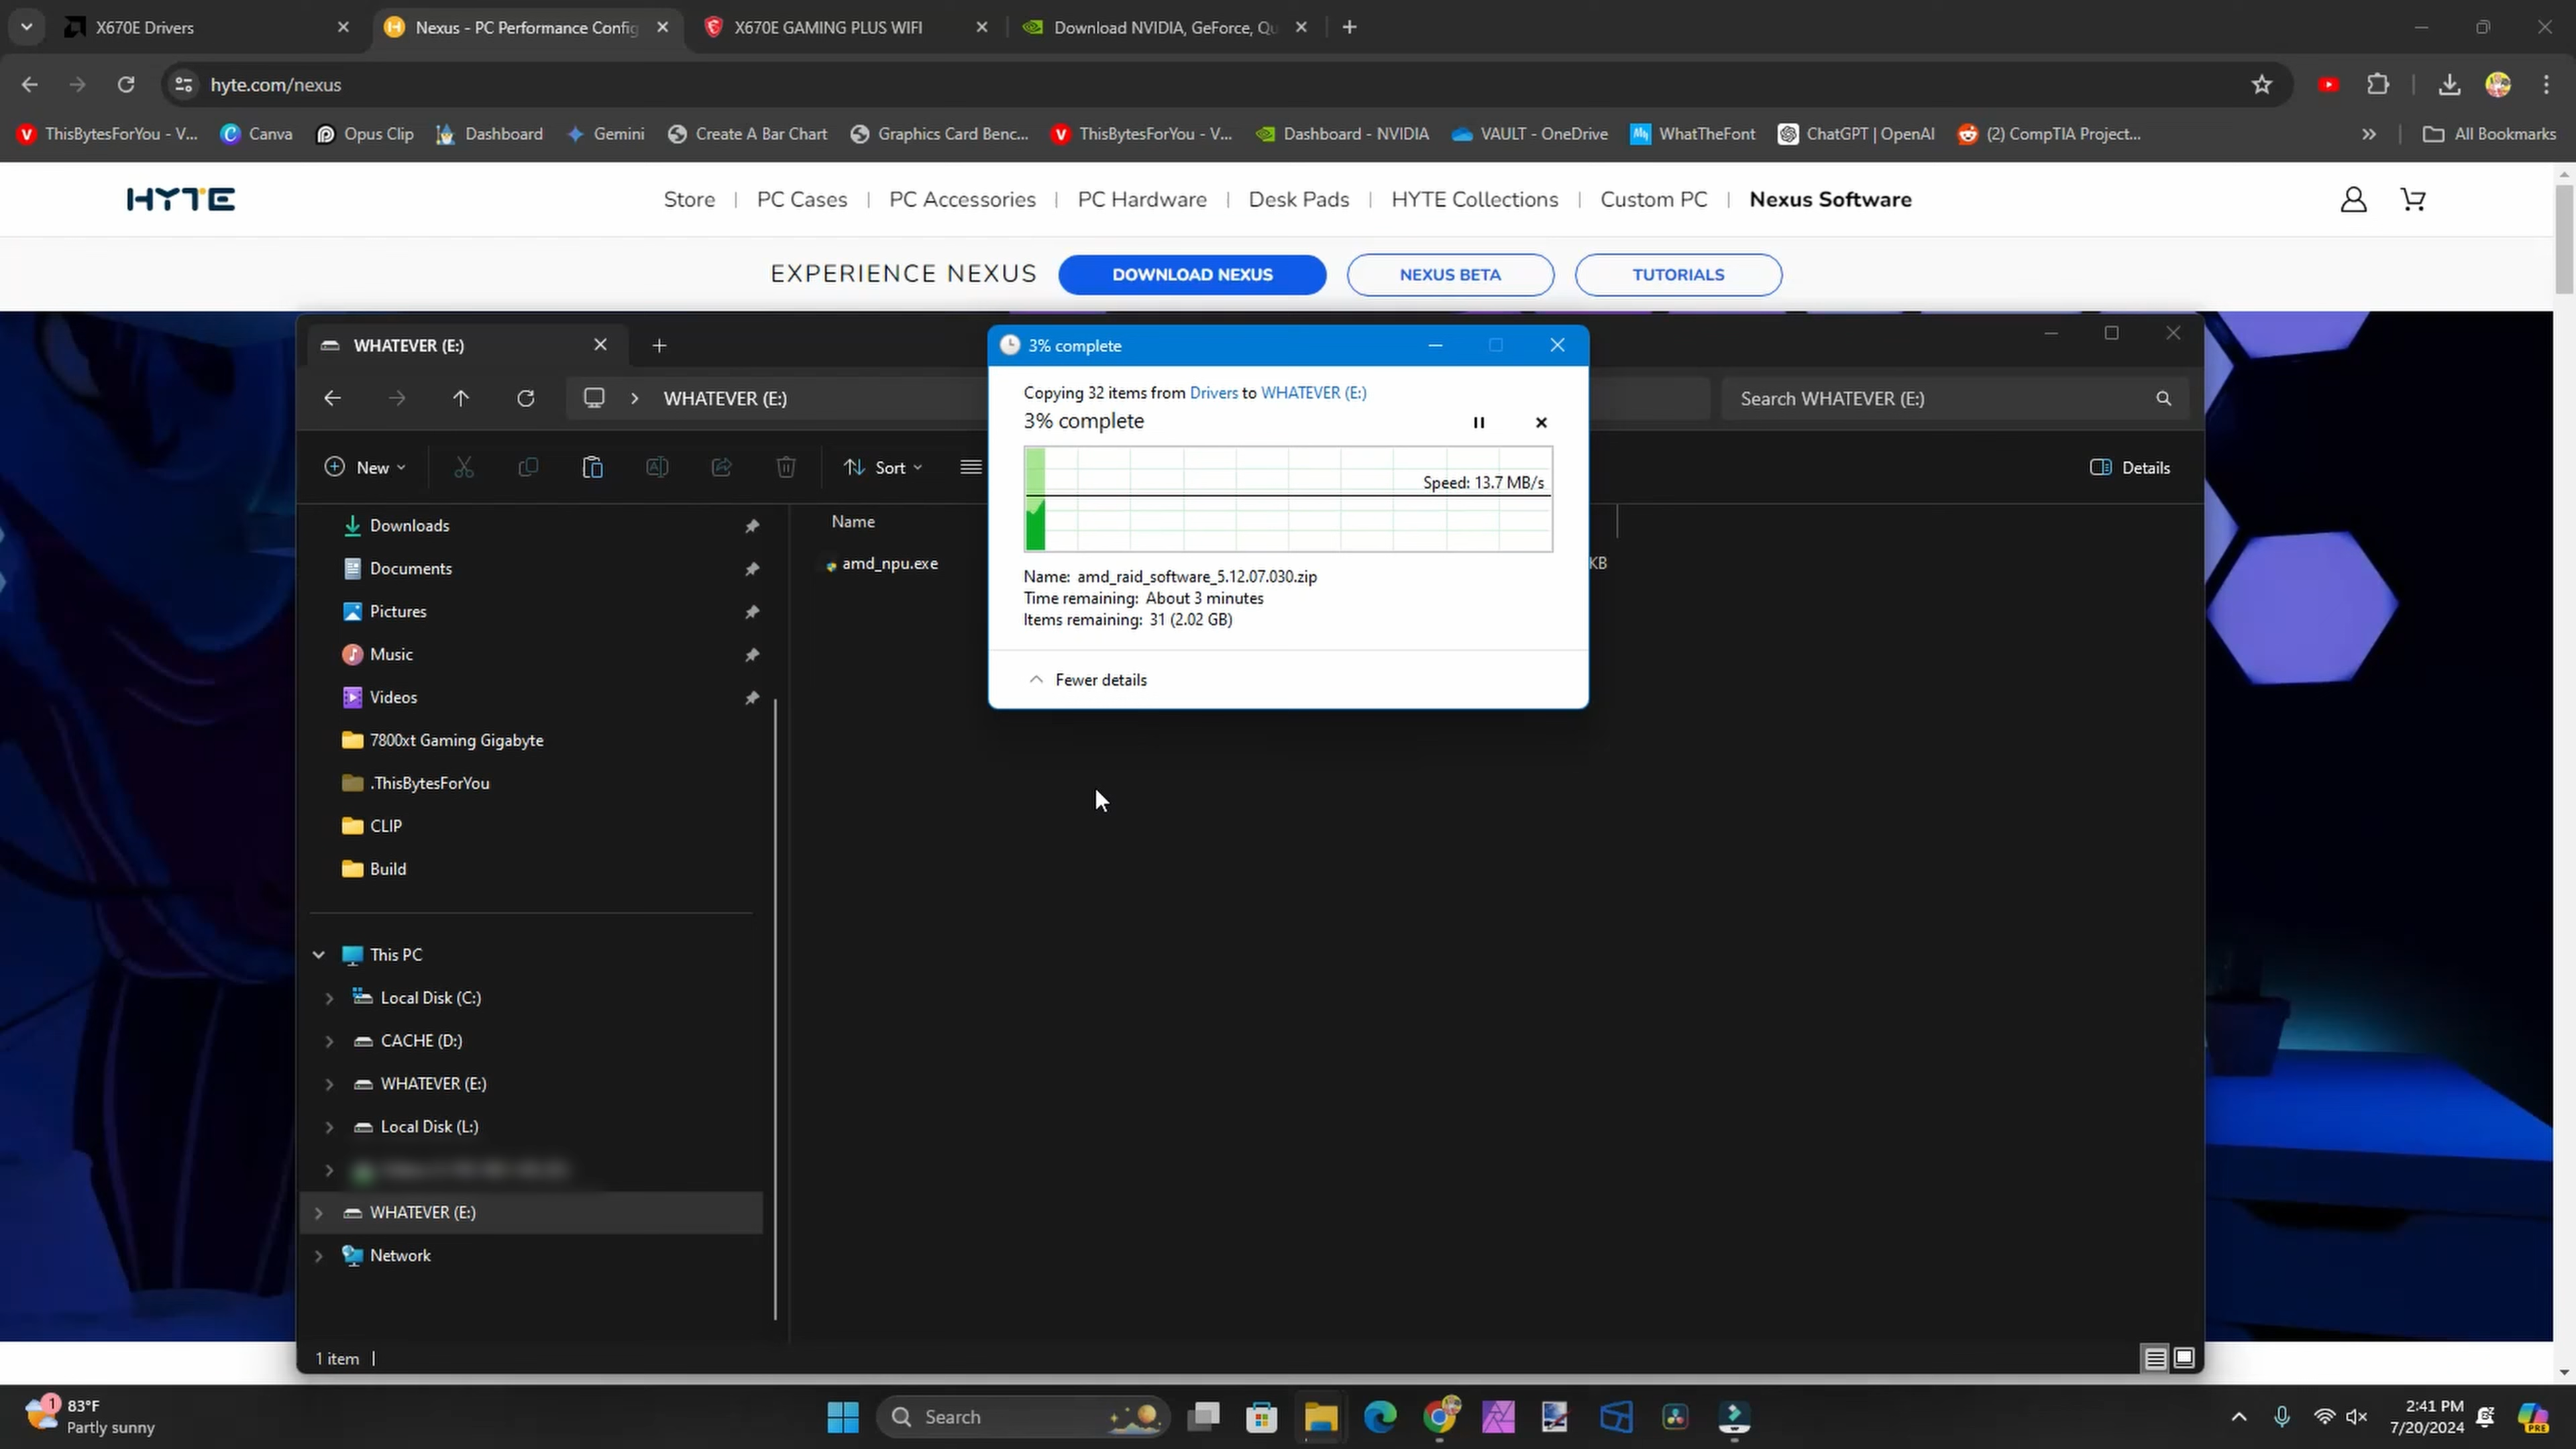 X670E Drivers
Nexus - PC Performance Config
X670E GAMING PLUS WIFI
Download NVIDIA, GeForce, Qu
hyte.com/nexus
ThisBytesForYou - V...
Canva
Opus Clip
Dashboard
Gemini
Create A Bar Chart
Graphics Card Benc...
ThisBytesForYou - V...
Dashboard - NVIDIA
VAULT - OneDrive
WhatTheFont
ChatGPT | OpenAI
(2) CompTIA Project...
All Bookmarks
HYTE
Store
PC Cases
PC Accessories
PC Hardware
Desk Pads
HYTE Collections
Custom PC
Nexus Software
EXPERIENCE NEXUS
DOWNLOAD NEXUS
NEXUS BETA
TUTORIALS
WHATEVER (E:)
WHATEVER (E:)
Search WHATEVER (E:)
New
Sort
Details
Downloads
Documents
Pictures
Music
Videos
7800xt Gaming Gigabyte
.ThisBytesForYou
CLIP
Build
This PC
Local Disk (C:)
CACHE (D:)
WHATEVER (E:)
Local Disk (L:)
WHATEVER (E:)
Network
1 item
Name
amd_npu.exe
KB
3% complete
Copying 32 items from Drivers to WHATEVER (E:)
3% complete
Speed: 13.7 MB/s
Name: amd_raid_software_5.12.07.030.zip
Time remaining: About 3 minutes
Items remaining: 31 (2.02 GB)
Fewer details
1
83°F
Partly sunny
Search
2:41 PM
7/20/2024
PRE